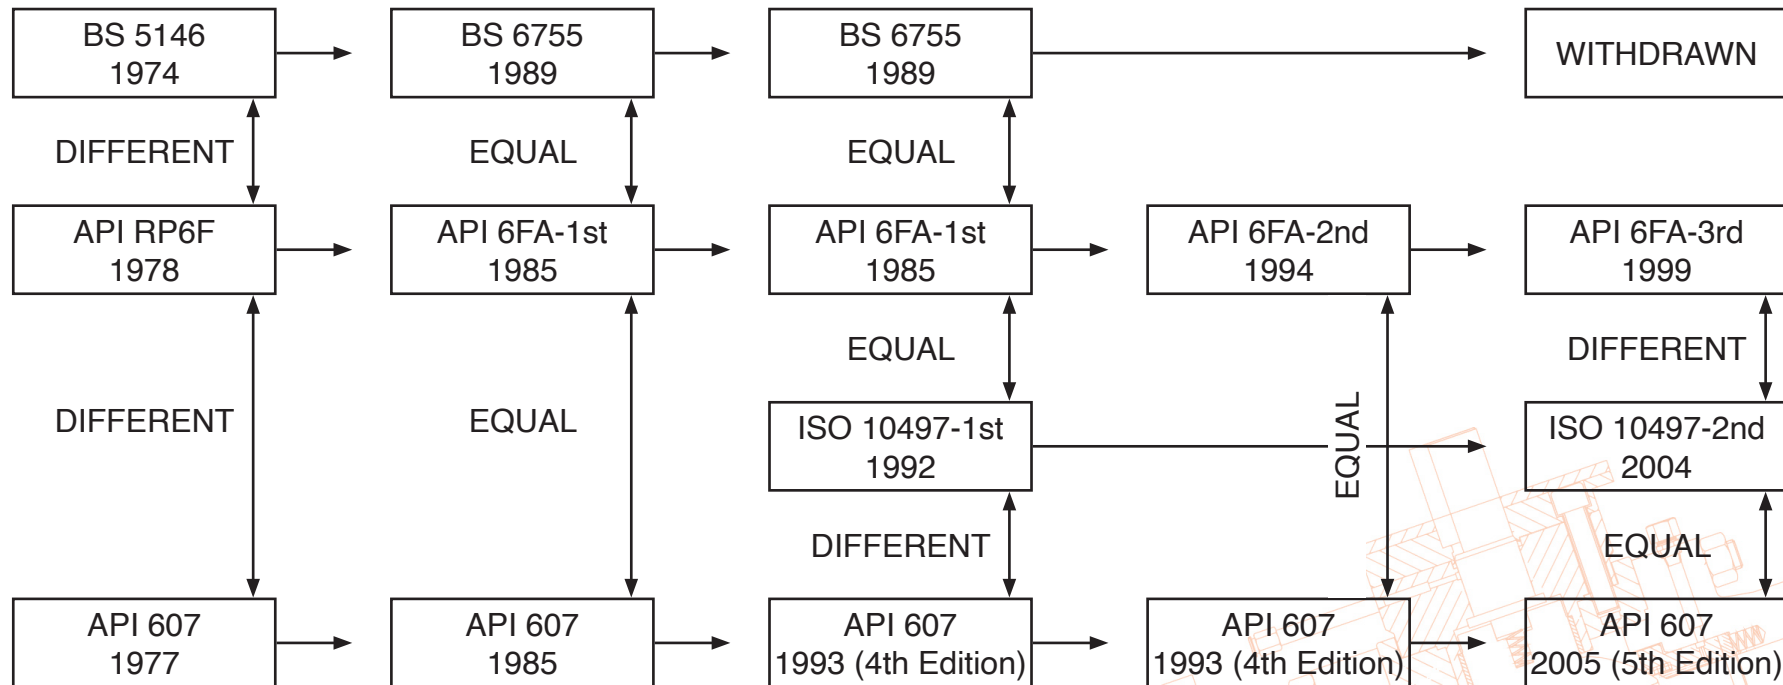 BS 5146
1974
BS 6755
1989
BS 6755
1989
WITHDRAWN
DIFFERENT
EQUAL
EQUAL
API RP6F
1978
API 6FA-1st
1985
API 6FA-1st
1985
API 6FA-2nd
1994
API 6FA-3rd
1999
EQUAL
DIFFERENT
DIFFERENT
EQUAL
EQUAL
ISO 10497-1st
1992
ISO 10497-2nd
2004
DIFFERENT
EQUAL
API 607
1977
API 607
1985
API 607
1993 (4th Edition)
API 607
1993 (4th Edition)
API 607
2005 (5th Edition)